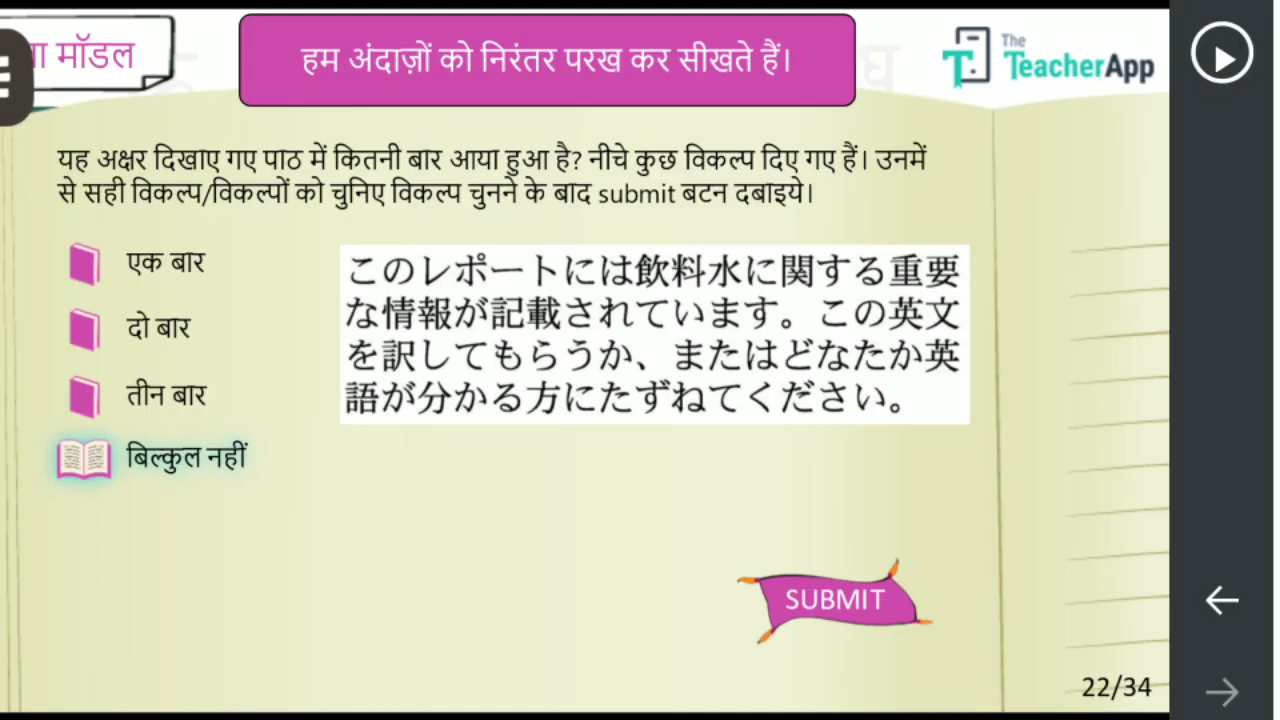 मॉडल
हम अंदाज़ों को निरंतर परख कर सीखते हैं।
The
TeacherApp
यह अक्षर दिखाए गए पाठ में कितनी बार आया हुआ है? नीचे कुछ विकल्प दिए गए हैं। उनमें
से सही विकल्प/विकल्पों को चुनिए विकल्प चुनने के बाद submit बटन दबाइये।
एक बार
दो बार
तीन बार
बिल्कुल नहीं
このレポートには飲料水に関する重要
な情報が記載されています。この英文
を訳してもらうか、またはどなたか英
語が分かる方にたずねてください。
SUBMIT
22/34